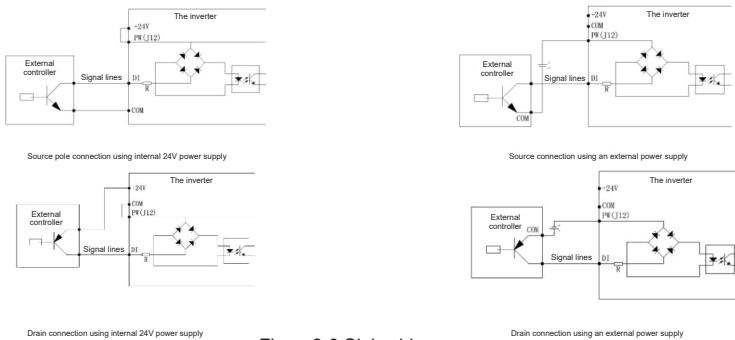 The inverter
+24V
PW(J12)
External
controller
Signal lines
DI
R
COM
Source pole connection using internal 24V power supply
The inverter
+24V
COM
PW(J12)
External
controller
Signal lines
DI
R
COM
Source connection using an external power supply
The inverter
+24V
COM
PW(J12)
External
controller
Signal lines
DI
R
Drain connection using internal 24V power supply
The inverter
+24V
COM
PW(J12)
External
controller
COM
Signal lines
DI
R
Drain connection using an external power supply